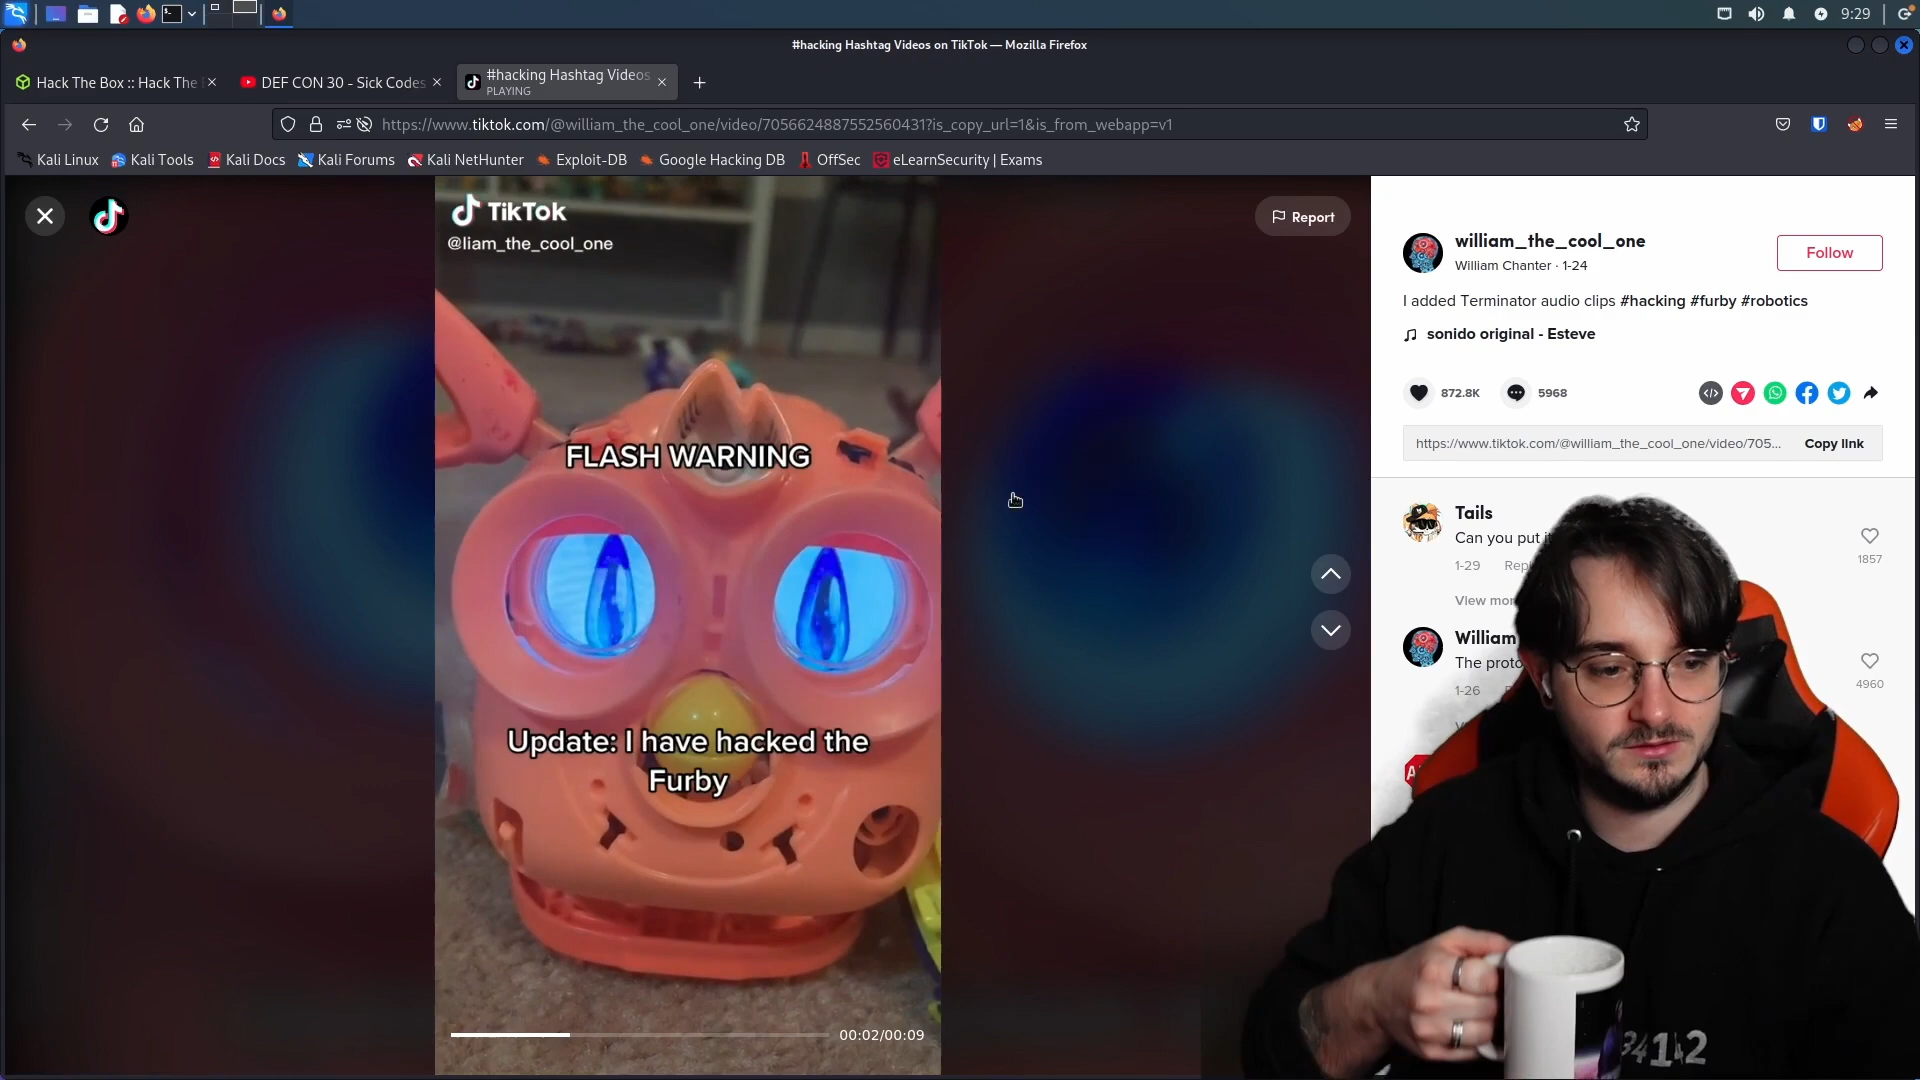 9:29
#hacking Hashtag Videos on TikTok — Mozilla Firefox
Hack The Box :: Hack The
DEF CON 30 - Sick Codes
#hacking Hashtag Videos
PLAYING
https://www.tiktok.com/@william_the_cool_one/video/7056624887552560431?is_copy_url=1&is_from_webapp=v1
Kali Linux
Kali Tools
Kali Docs
Kali Forums
Kali NetHunter
Exploit-DB
Google Hacking DB
OffSec
eLearnSecurity | Exams
TikTok
@liam_the_cool_one
Report
FLASH WARNING
Update: I have hacked the
Furby
00:02/00:09
william_the_cool_one
William Chanter · 1-24
Follow
I added Terminator audio clips #hacking #furby #robotics
sonido original - Esteve
872.8K
5968
https://www.tiktok.com/@william_the_cool_one/video/705...
Copy link
Tails
Can you put
1-29
1857
View
William
The
1-26
4960